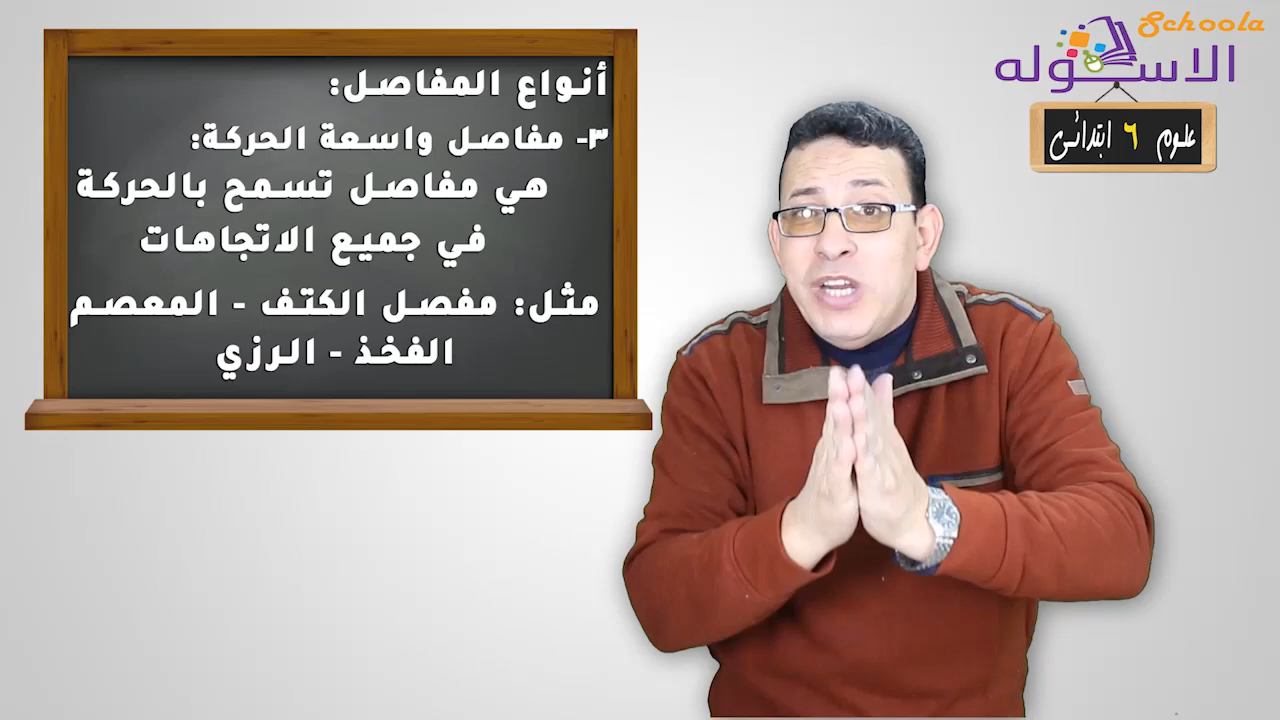 أنواع المفاصل:
٣- مفاصل واسعة الحركة:
هي مفاصل تسمح بالحركة
في جميع الاتجاهات
مثل: مفصل الكتف - المعصم
الفخذ - الرزي
Schoola
الاسكوله
علوم ٦ ابتدائى